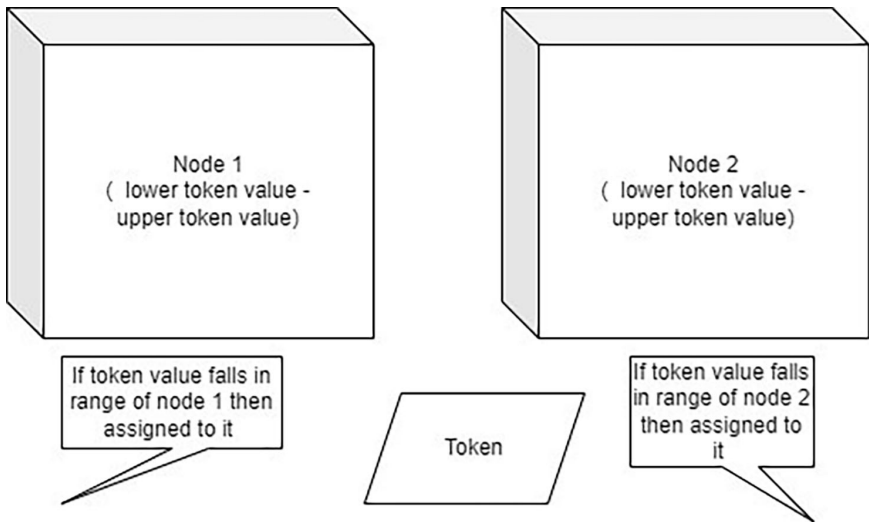 Node 1
( lower token value -
upper token value)
Node 2
( lower token value -
upper token value)
If token value falls in
range of node 1 then
assigned to it
Token
If token value falls
in range of node 2
then assigned to
it